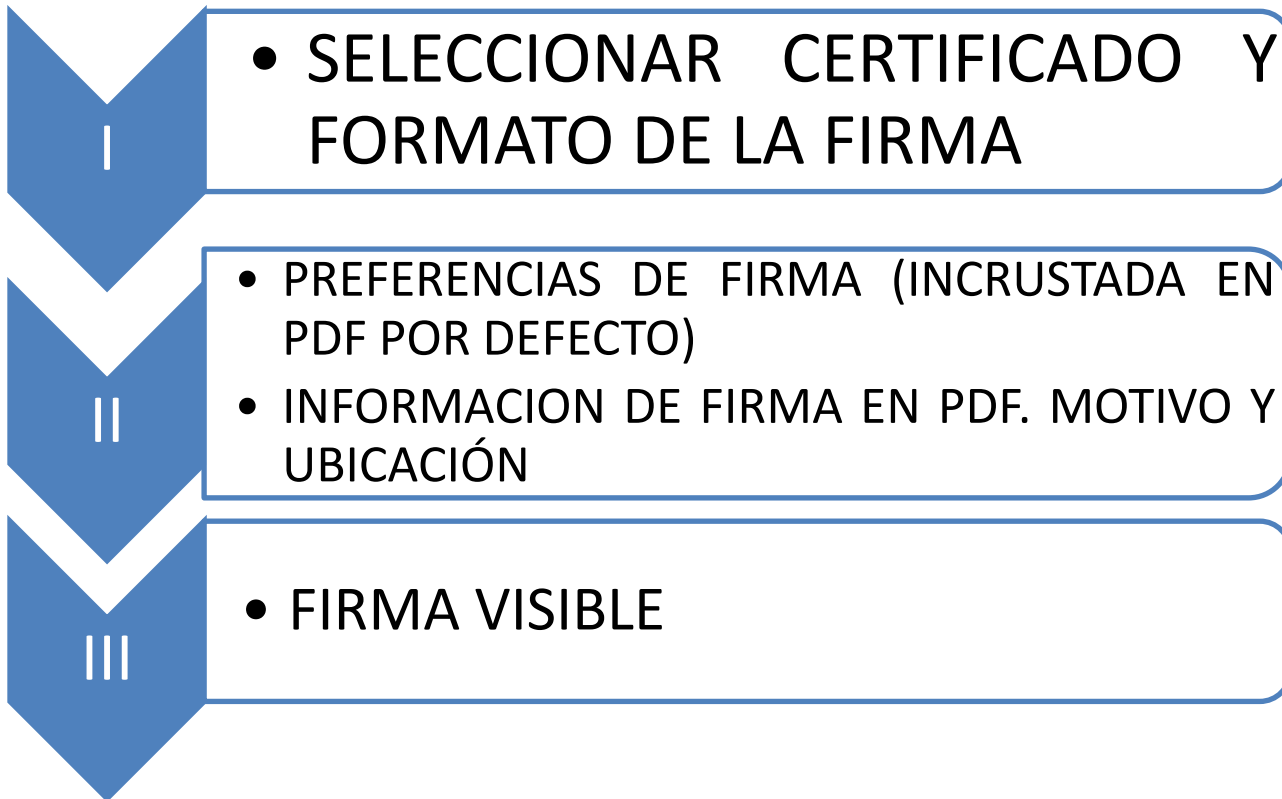 I
• SELECCIONAR CERTIFICADO Y
FORMATO DE LA FIRMA
II
• PREFERENCIAS DE FIRMA (INCRUSTADA EN
PDF POR DEFECTO)
• INFORMACION DE FIRMA EN PDF. MOTIVO Y
UBICACIÓN
III
• FIRMA VISIBLE